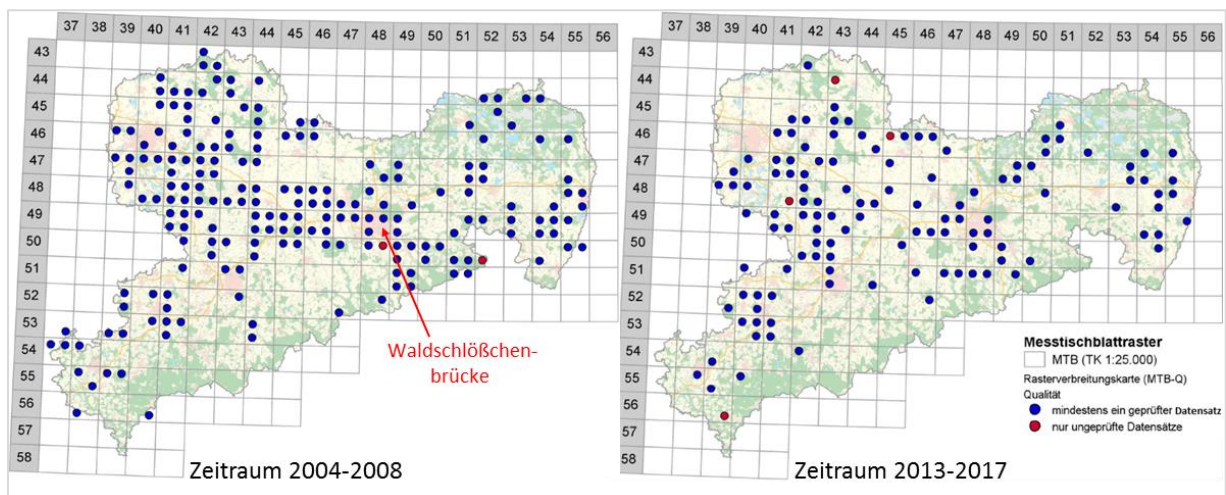 37 38 39 40 41 42 43 44 45 46 47 48 49 50 51 52 53 54 55 56
43
44
45
46
47
48
49
50
51
52
53
54
55
56
57
58
Waldschlößchen-
brücke
Zeitraum 2004-2008
37 38 39 40 41 42 43 44 45 46 47 48 49 50 51 52 53 54 55 56
43
44
45
46
47
48
49
50
51
52
53
54
55
56
57
58
Messtischblattraster
MTB (TK 1:25.000)
Rasterverbreitungskarte (MTB-Q)
Qualität
mindestens ein geprüfter Datensatz
nur ungeprüfte Datensätze
Zeitraum 2013-2017